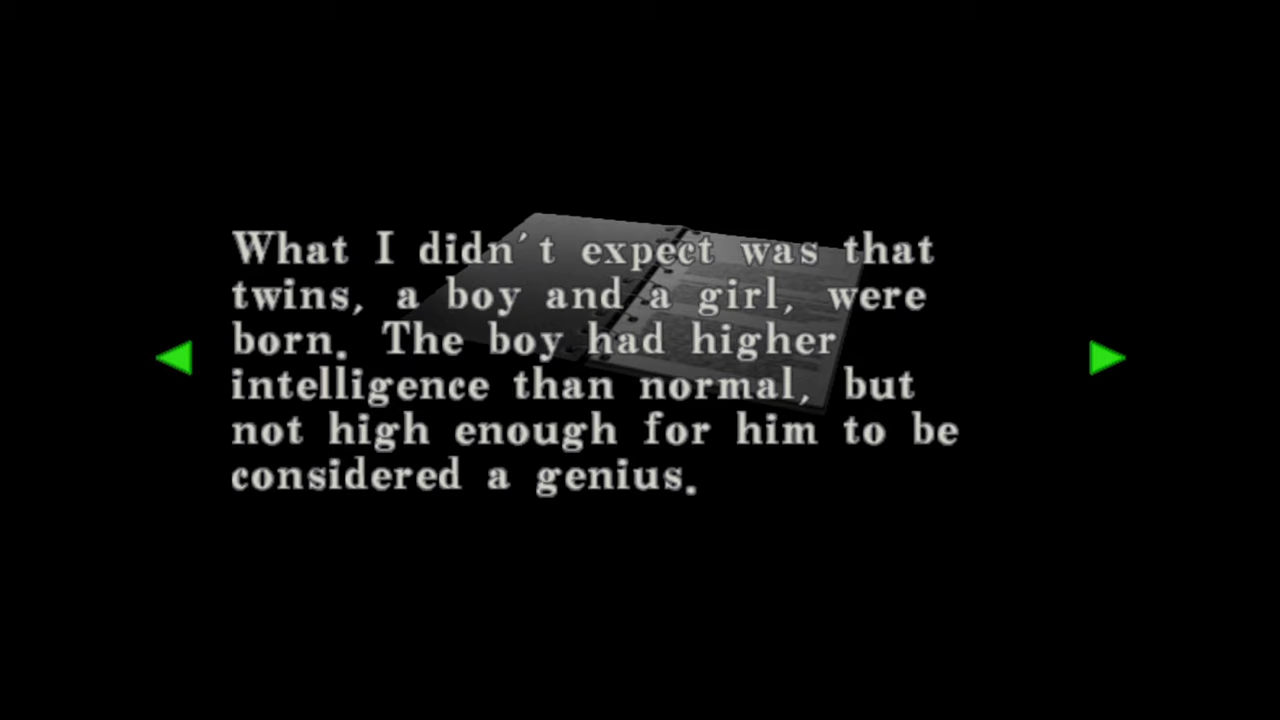 What I didn't expect was that
twins, a boy and a girl, were
born. The boy had higher
intelligence than normal, but
not high enough for him to be
considered a genius.